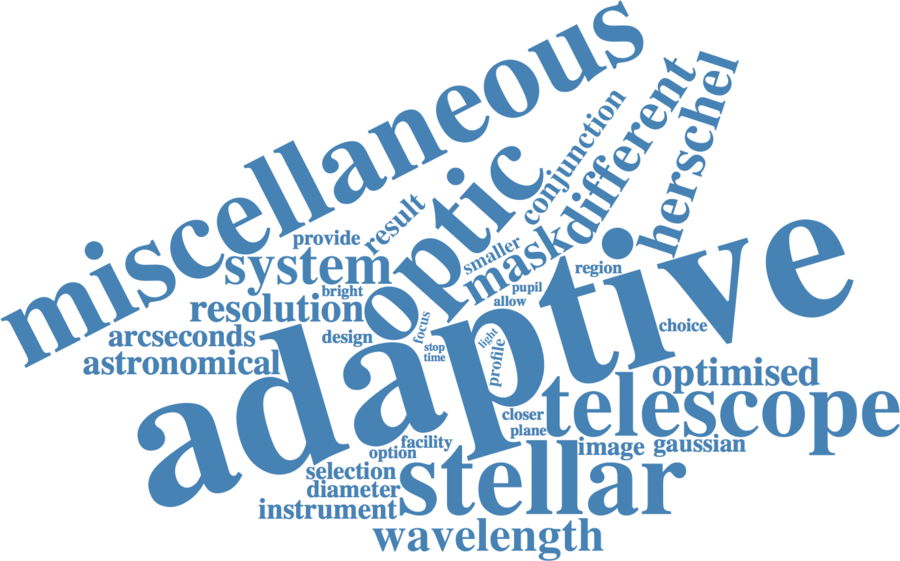 miscellaneous
different
herschel
conjunction
optic
result
provide
system
smaller
mask
region
bright
pupil
allow
resolution
adaptive
focus
arcseconds
design
light
choice
stop
time
astronomical
profile
optimised
telescope
closer
plane
facility
image
gaussian
option
stellar
selection
diameter
instrument
wavelength